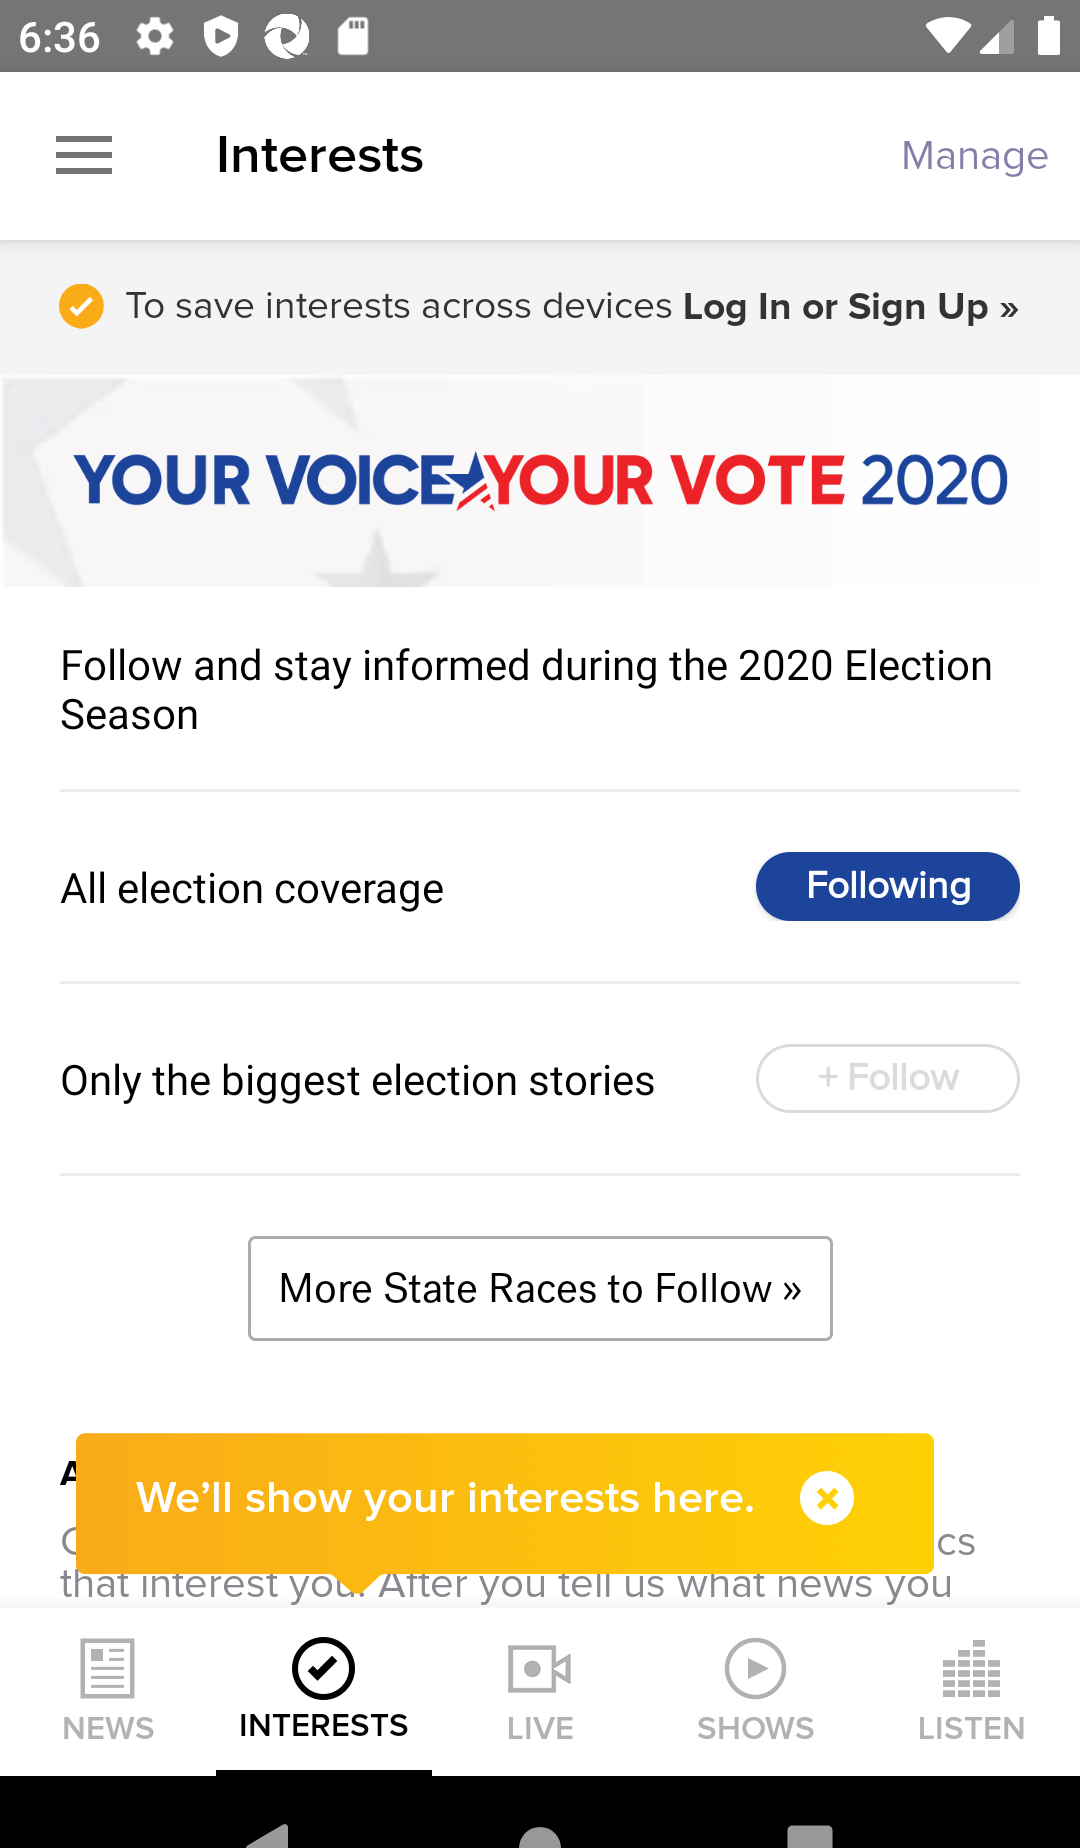 6:36
Interests
Manage
To save interests across devices Log In or Sign Up »
YOUR VOICE YOUR VOTE 2020
Follow and stay informed during the 2020 Election
Season
All election coverage
Following
Only the biggest election stories
+ Follow
More State Races to Follow »
We'll show your interests here.
that interest you. After you tell us what news you
NEWS
INTERESTS
LIVE
SHOWS
LISTEN